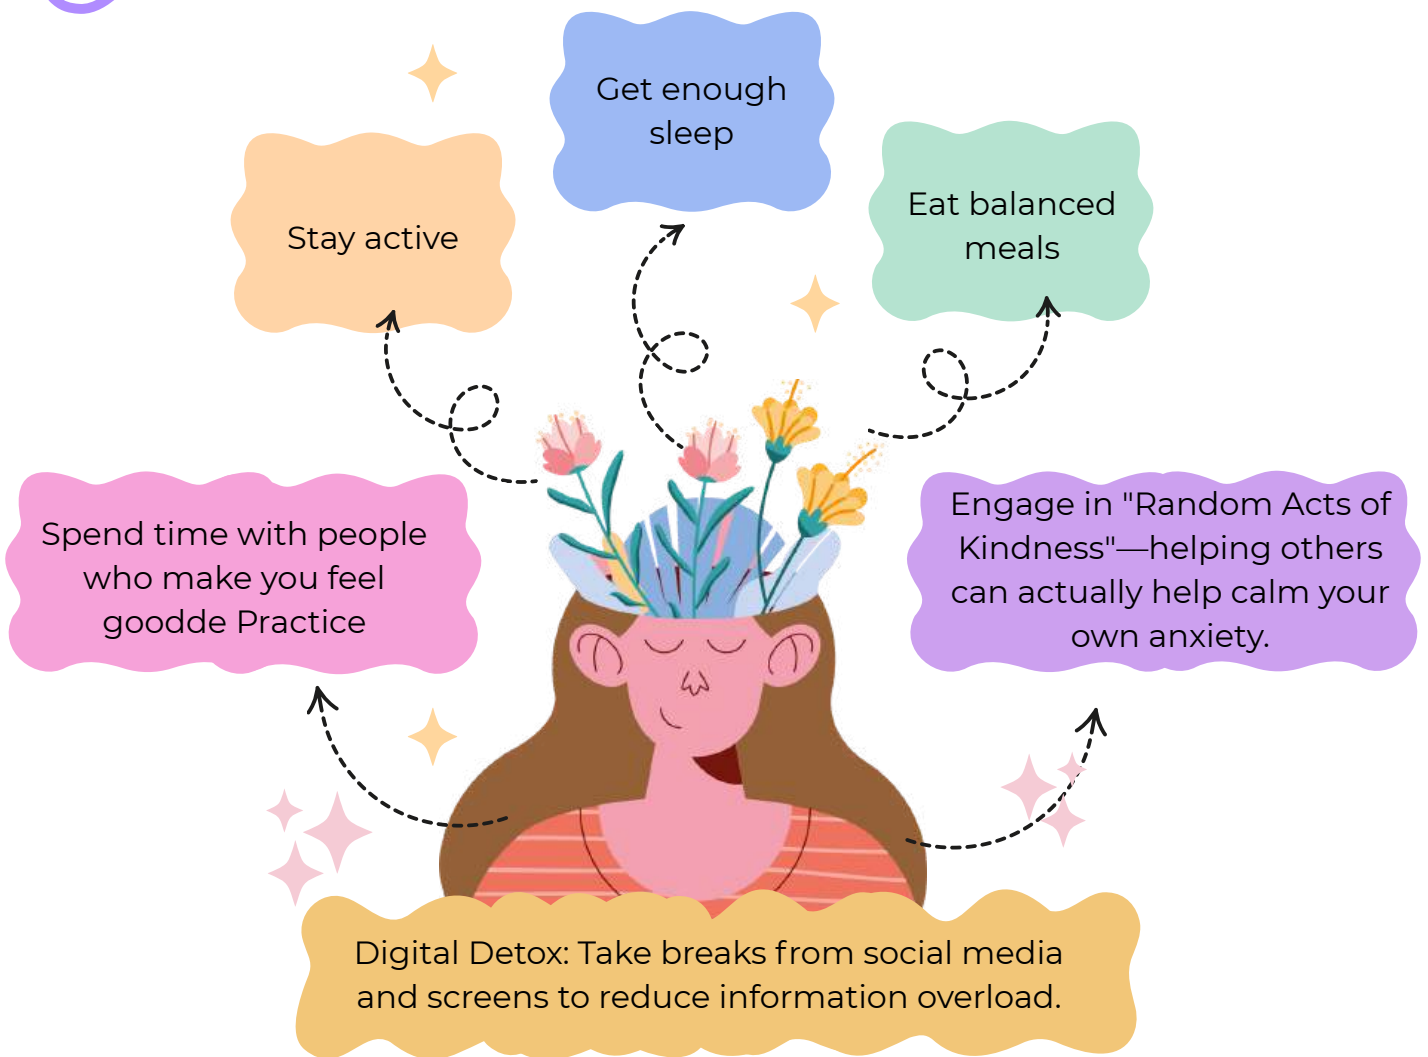 Get enough
sleep
Stay active
Eat balanced
meals
Spend time with people
who make you feel
goodde Practice
Engage in "Random Acts of
Kindness"—helping others
can actually help calm your
own anxiety.
Digital Detox: Take breaks from social media
and screens to reduce information overload.